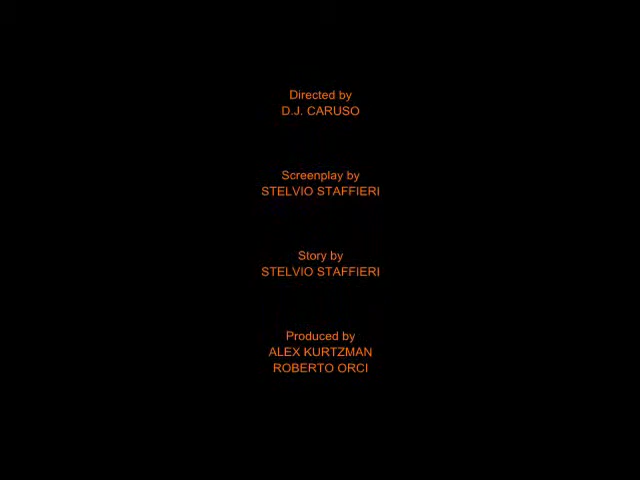 Directed by
D.J. CARUSO
Screenplay by
STELVIO STAFFIERI
Story by
STELVIO STAFFIERI
Produced by
ALEX KURTZMAN
ROBERTO ORCI